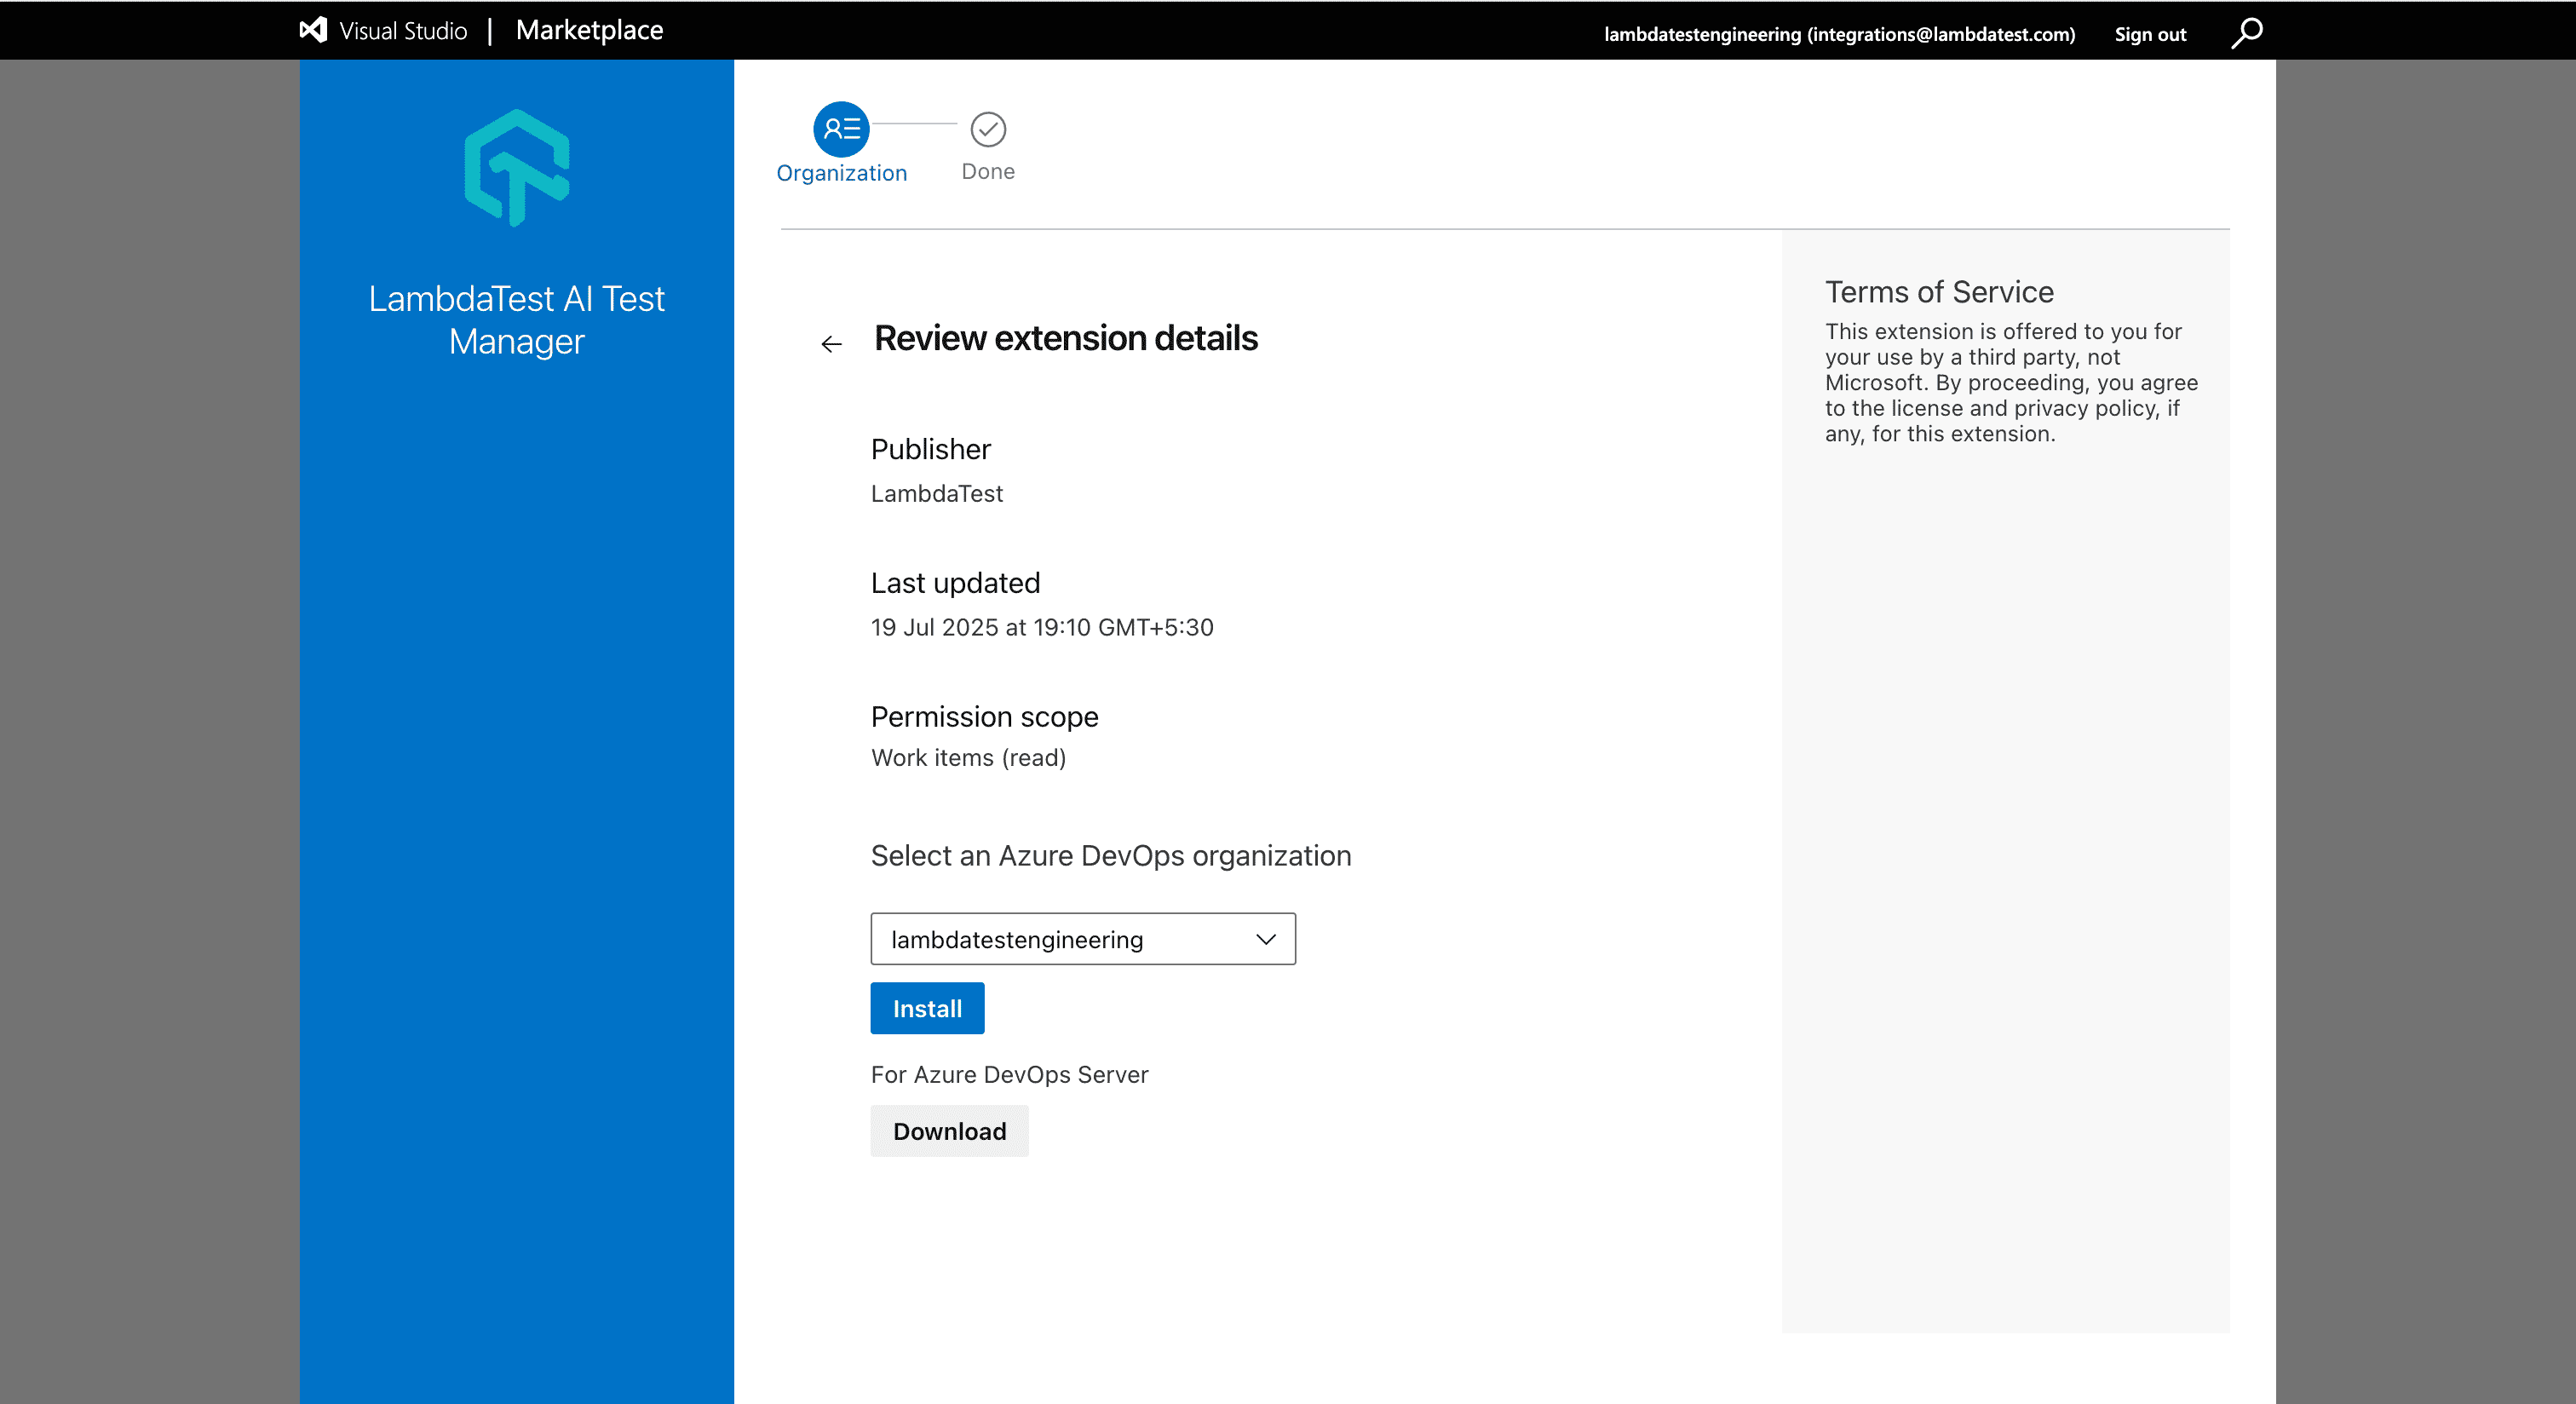 Visual Studio | Marketplace
lambdatestengineering (integrations@lambdatest.com) Sign out
LambdaTest AI Test
Manager
Organization
Done
Review extension details
Publisher
LambdaTest
Last updated
19 Jul 2025 at 19:10 GMT+5:30
Permission scope
Work items (read)
Select an Azure DevOps organization
lambdatestengineering
Install
For Azure DevOps Server
Download
Terms of Service
This extension is offered to you for
your use by a third party, not
Microsoft. By proceeding, you agree
to the license and privacy policy, if
any, for this extension.